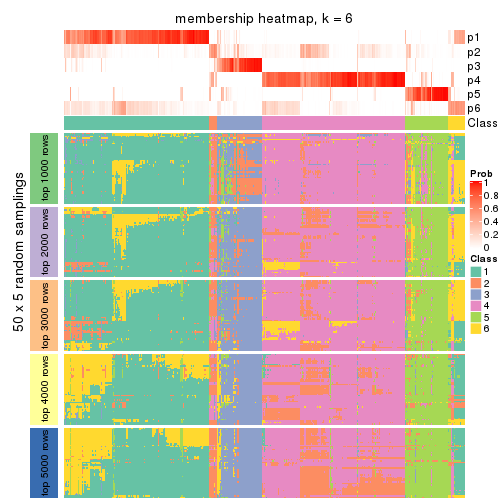 membership heatmap, k = 6
p1
p2
p3
p4
p5
p6
Class
50 x 5 random samplings
top 1000 rows
top 2000 rows
top 3000 rows
top 4000 rows
top 5000 rows
Prob
1
0.8
0.6
0.4
0.2
0
Class
1
2
3
4
5
6